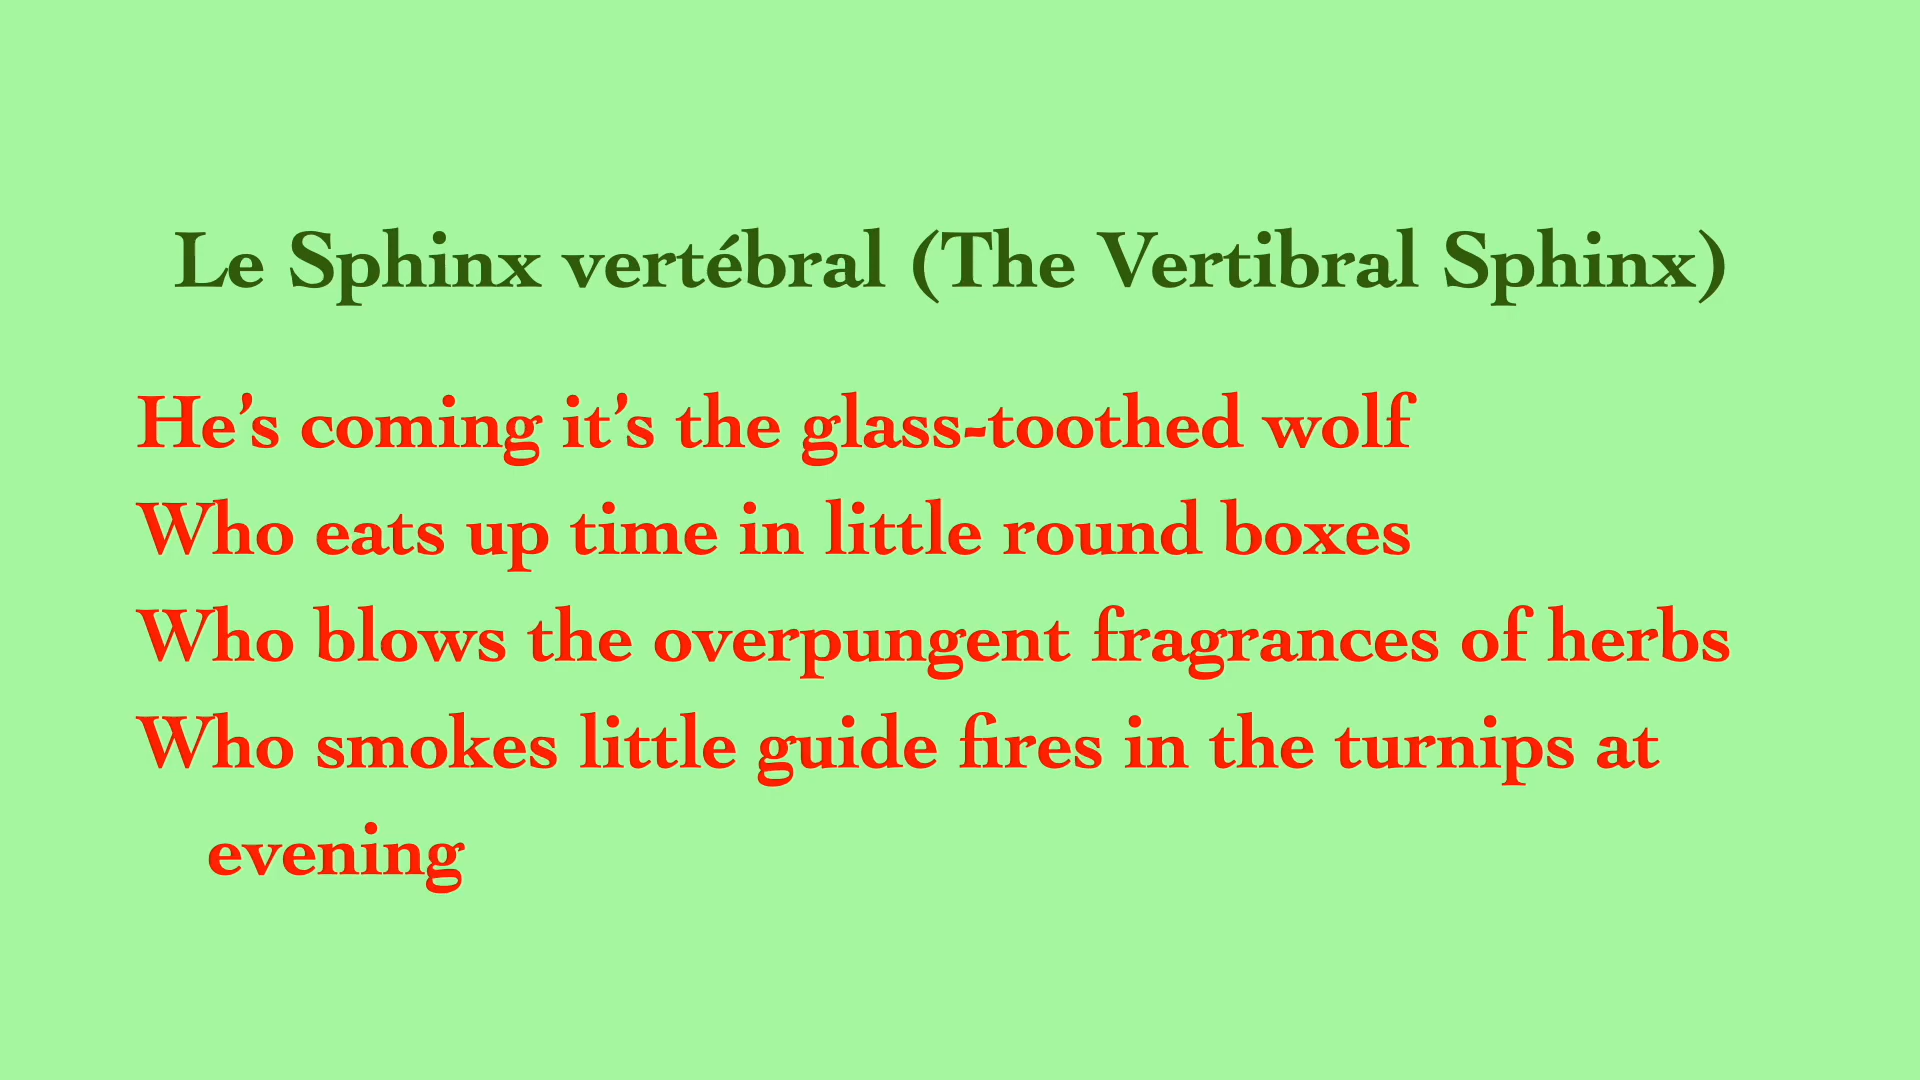 Le Sphinx vertébral (The Vertibral Sphinx)
He’s coming it’s the glass-toothed wolf
Who eats up time in little round boxes
Who blows the overpungent fragrances of herbs
Who smokes little guide fires in the turnips at
evening